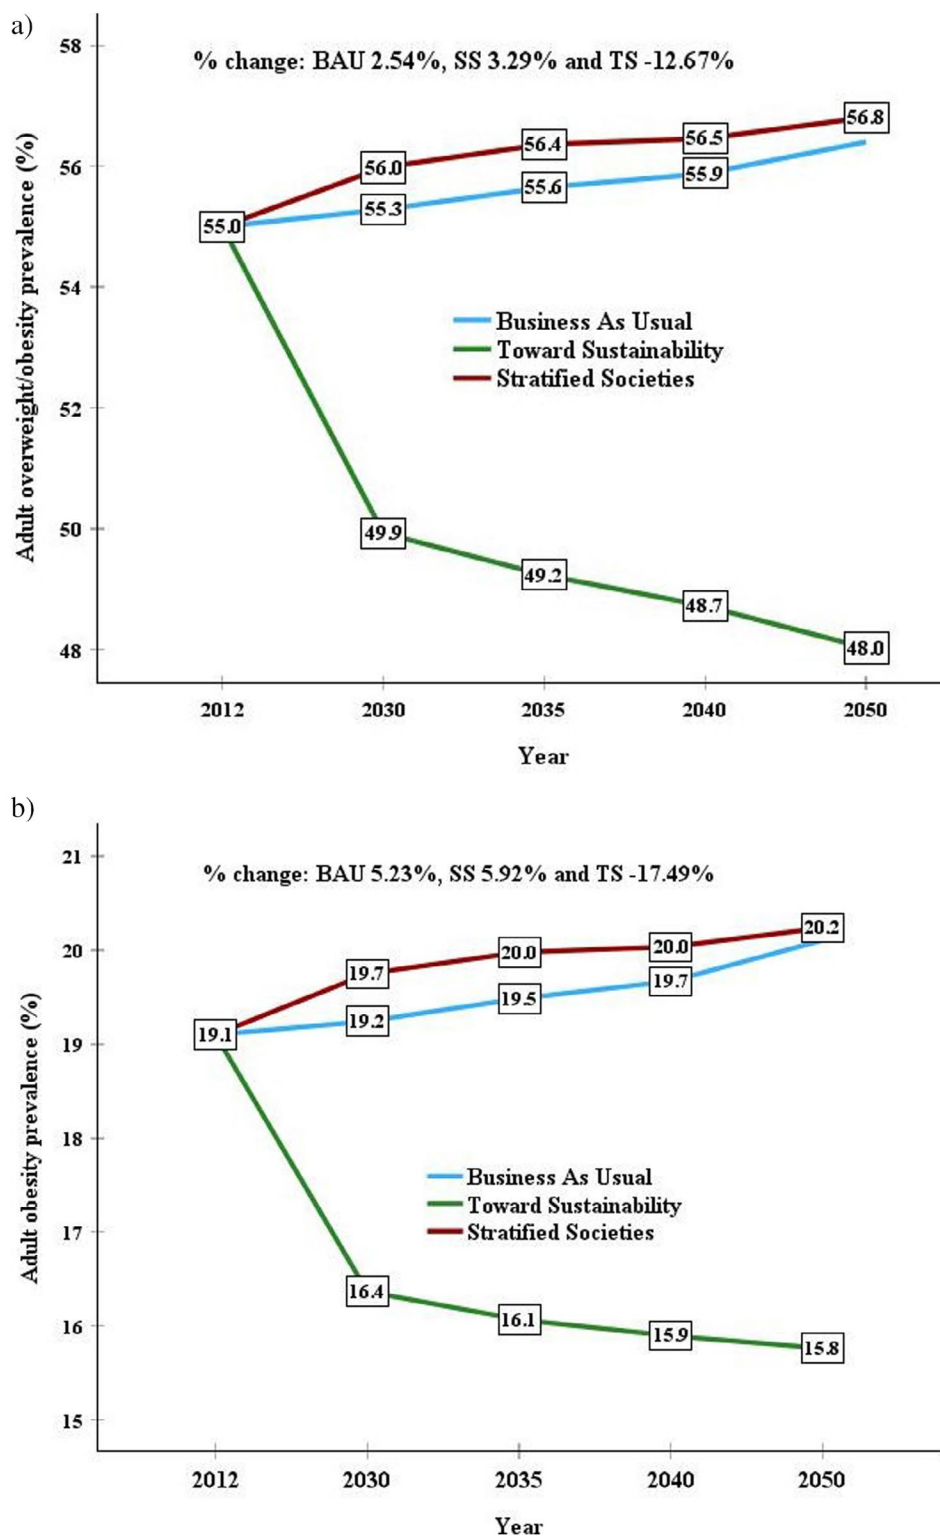 a)
58
% change: BAU 2.54%, SS 3.29% and TS -12.67%
56.8
56.4
56.5
56.0
56
55.9
55.6
55.3
55.0
Adult overweight/obesity prevalence (%)
54
Business As Usual
Toward Sustainability
Stratified Societies
52
50
49.9
49.2
48.7
48.0
48
2012 2030 2035 2040 2050
Year
b)
21
% change: BAU 5.23%, SS 5.92% and TS -17.49%
20.2
20
20.0
20.0
19.7
19.7
19.5
19.2
19.1
19
Adult obesity prevalence (%)
18
Business As Usual
Toward Sustainability
Stratified Societies
17
16.4
16.1
16
15.9
15.8
15
2012 2030 2035 2040 2050
Year